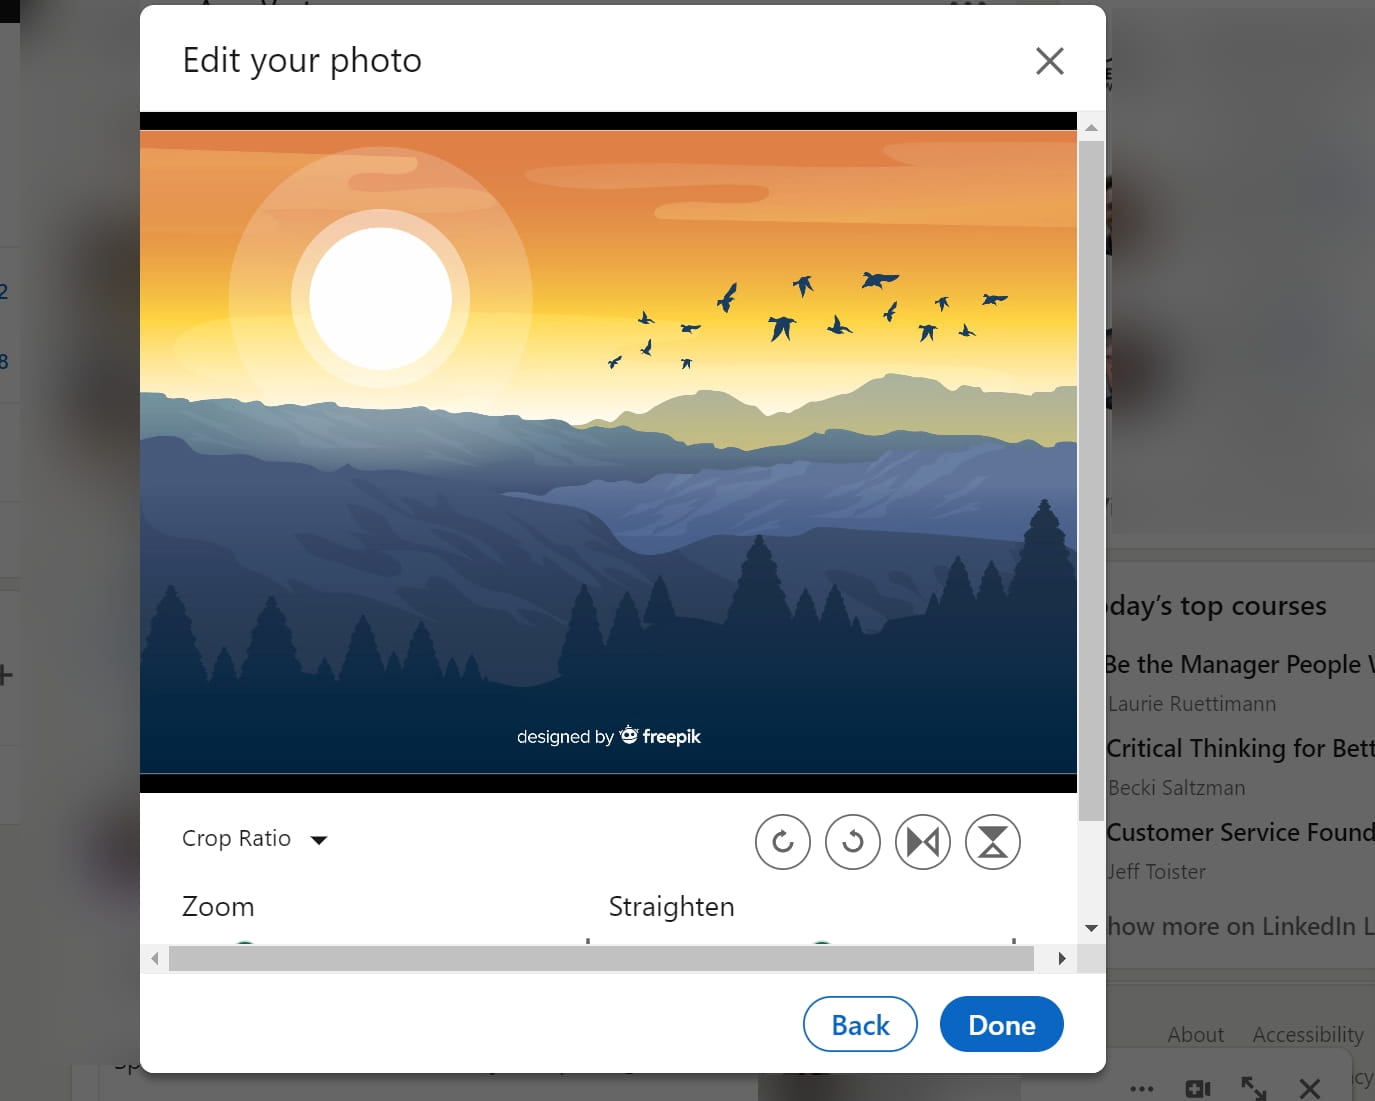 Edit your photo
designed by freepik
Crop Ratio
Zoom
Straighten
Back
Done
2
8
day’s top courses
Be the Manager People
Laurie Ruettimann
Critical Thinking for Bett
Becki Saltzman
Customer Service Found
Jeff Toister
how more on LinkedIn L
About
Accessibility